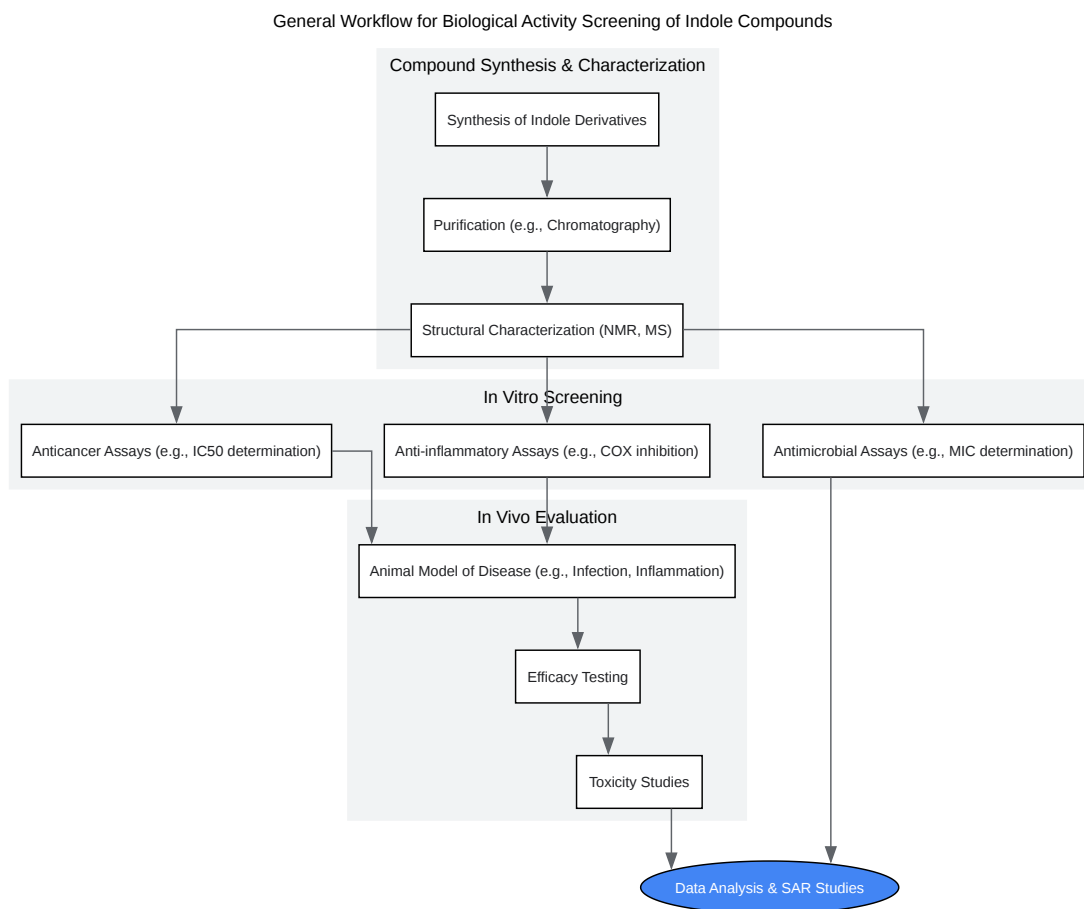 General Workflow for Biological Activity Screening of Indole Compounds
Compound Synthesis & Characterization
Synthesis of Indole Derivatives
Purification (e.g., Chromatography)
Structural Characterization (NMR, MS)
In Vitro Screening
Anticancer Assays (e.g., IC50 determination)
Anti-inflammatory Assays (e.g., COX inhibition)
Antimicrobial Assays (e.g., MIC determination)
In Vivo Evaluation
Animal Model of Disease (e.g., Infection, Inflammation)
Efficacy Testing
Toxicity Studies
Data Analysis & SAR Studies